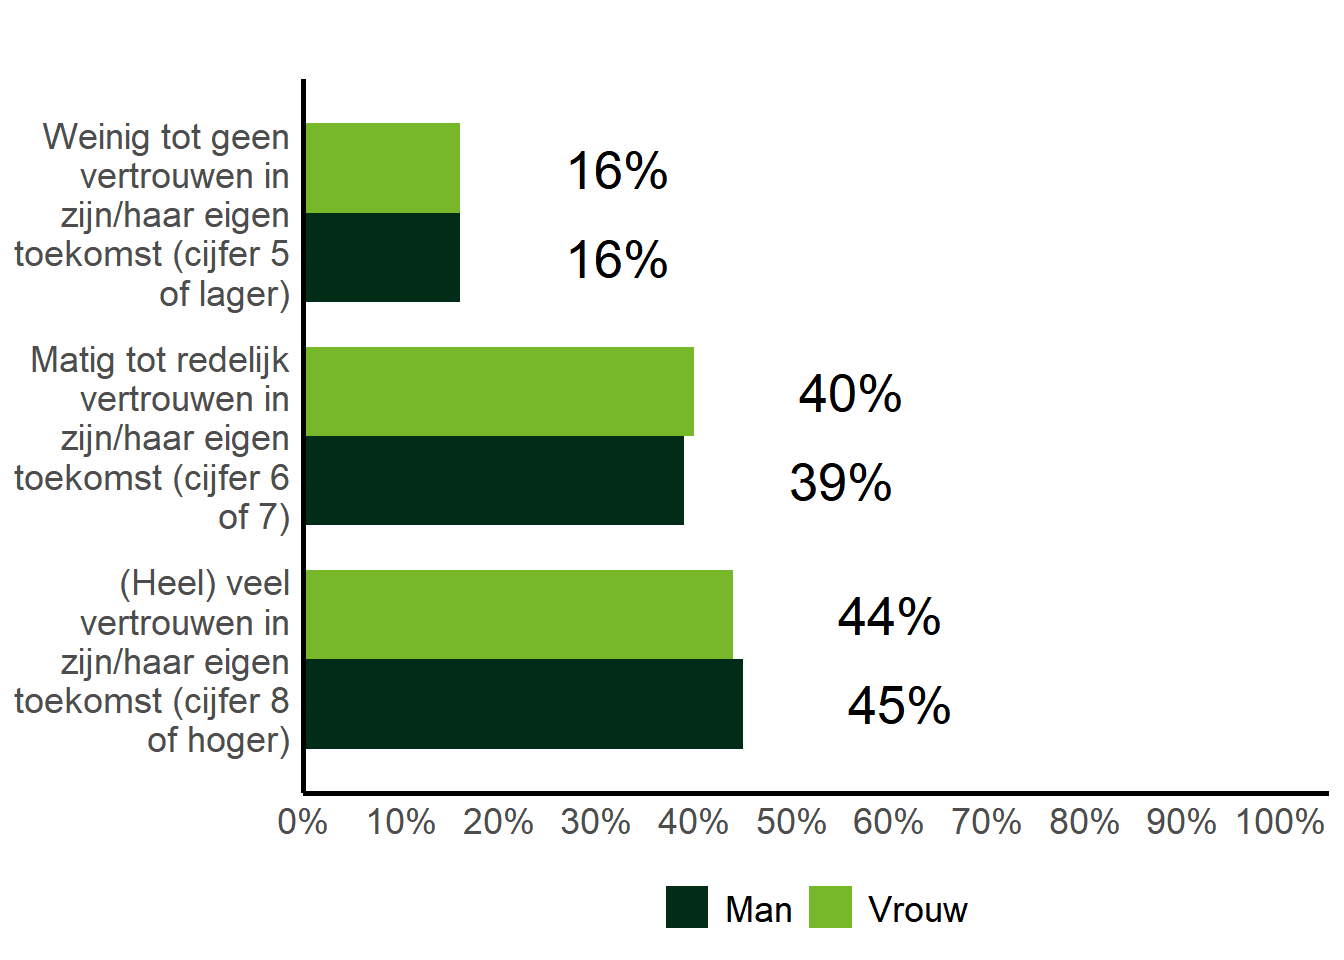 Weinig tot geen
vertrouwen in
zijn/haar eigen
toekomst (cijfer 5
of lager)
16%
16%
Matig tot redelijk
vertrouwen in
zijn/haar eigen
toekomst (cijfer 6
of 7)
40%
39%
(Heel) veel
vertrouwen in
zijn/haar eigen
toekomst (cijfer 8
of hoger)
44%
45%
0% 10% 20% 30% 40% 50% 60% 70% 80% 90% 100%
Man Vrouw